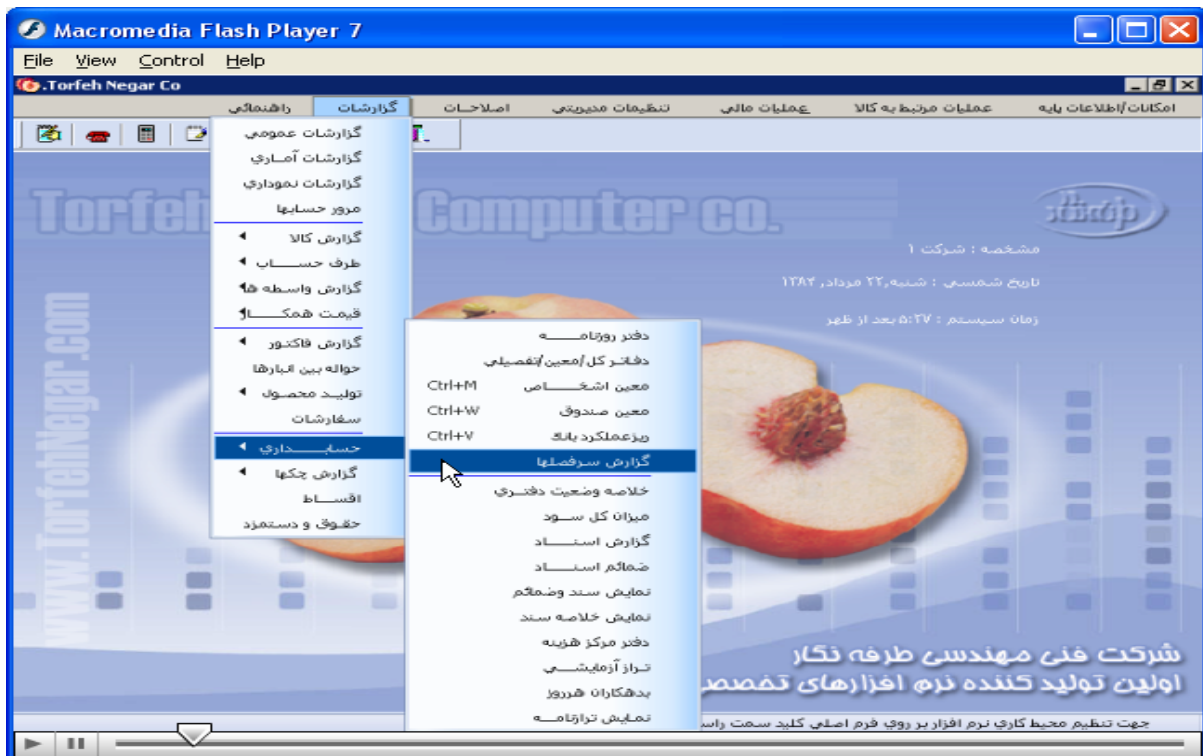 Macromedia Flash Player 7
File View Control Help
.Torfeh Negar Co
امکانات/اطلاعات پایه عملیات مرتبط به کالا عملیات مالی تنظیمات مدیریتی اصلاحات گزارشات راهنمائی
Torfeh Computer co.
مشخصه : شرکت ۱
تاریخ شمسی : شنبه,۲۲ مرداد, ۱۳۸۴
زمان سیستم : ۵:۲۷ بعد از ظهر
www.TorfehNegar.com
گزارشات عمومی
گزارشات آماری
گزارشات نموداری
مرور حسابها
گزارش کالا
طرف حساب
گزارش واسطه ها
قیمت همکار
گزارش فاکتور
حواله بین انبارها
تولید محصول
سفارشات
حسابداری
گزارش چکها
اقساط
حقوق و دستمزد
دفتر روزنامه
دفاتر کل/معین/تفصیلی
معین اشخاص Ctrl+M
معین صندوق Ctrl+W
ریزعملکرد بانک Ctrl+V
گزارش سرفصلها
خلاصه وضعیت دفتری
میزان کل سود
گزارش اسناد
ضمائم اسناد
نمایش سند وضمائم
نمایش خلاصه سند
دفتر مرکز هزینه
تراز آزمایشی
بدهکاران هرروز
نمایش ترازنامه
شرکت فنی مهندسی طرفه نگار
اولین تولید کننده نرم افزارهای تخصصی
جهت تنظیم محیط کاری نرم افزار بر روی فرم اصلی کلید سمت راس